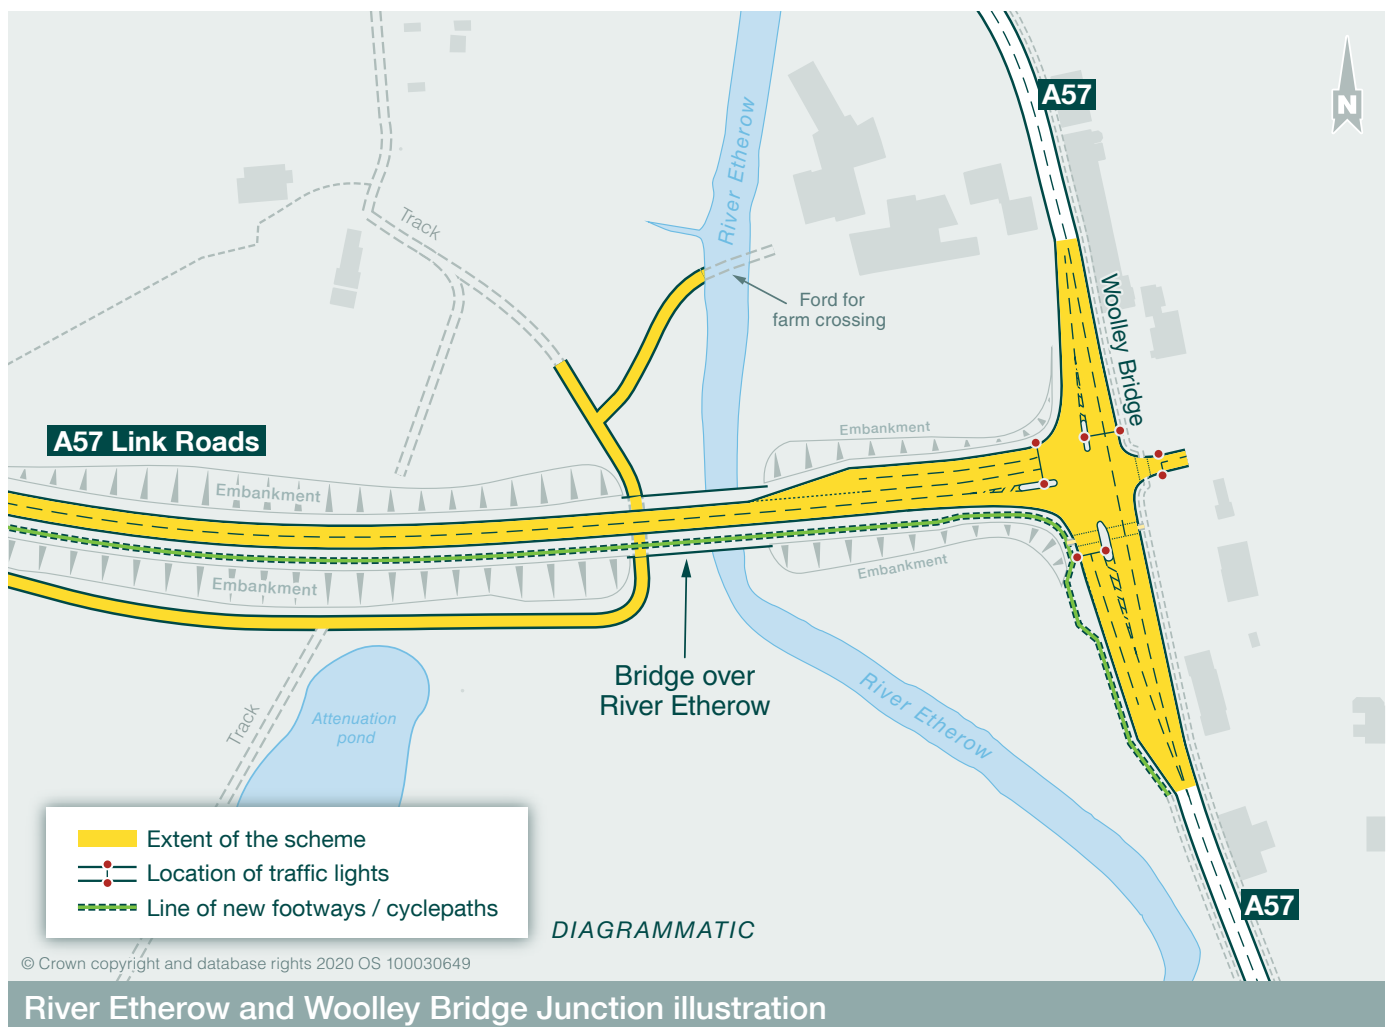 A57
N
River Etherow
Track
Ford for
farm crossing
Woolley Bridge
A57 Link Roads
Embankment
Embankment
Embankment
Embankment
Bridge over
River Etherow
River Etherow
Track
Attenuation
pond
Extent of the scheme
Location of traffic lights
Line of new footways / cyclepaths
A57
DIAGRAMMATIC
© Crown copyright and database rights 2020 OS 100030649
River Etherow and Woolley Bridge Junction illustration